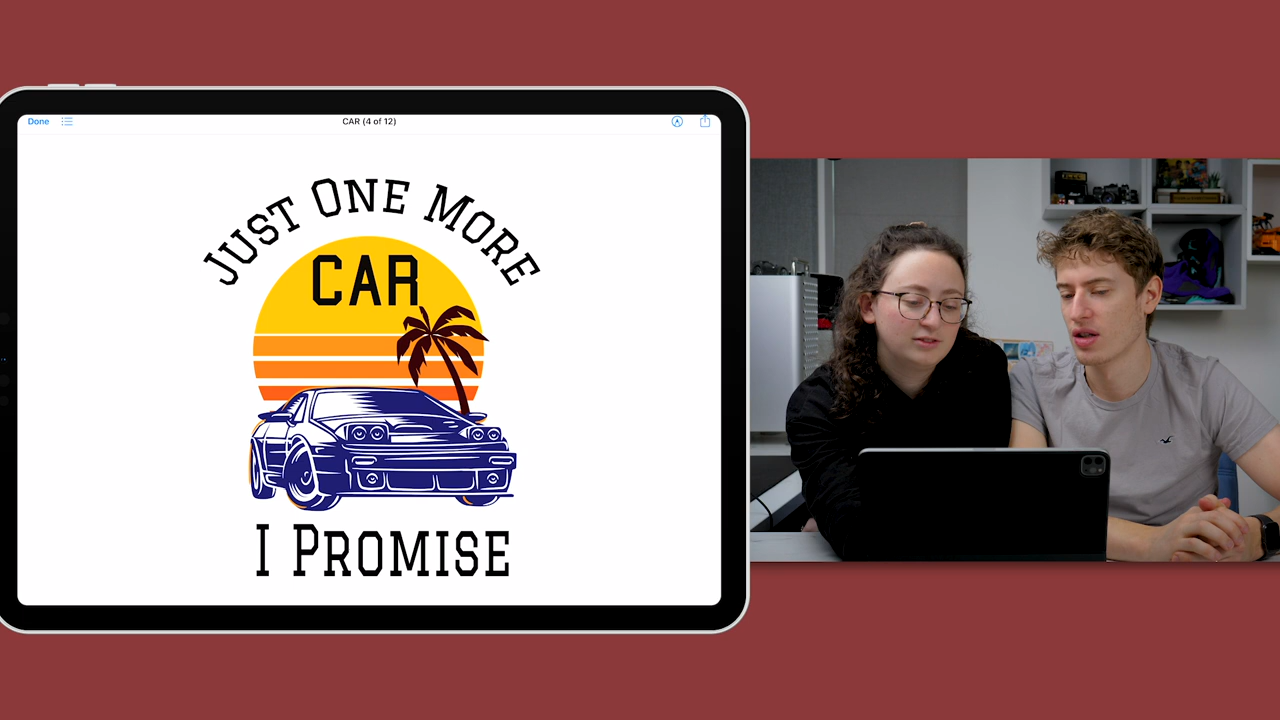 Done
CAR (4 of 12)
JUST ONE MORE
CAR
I PROMISE